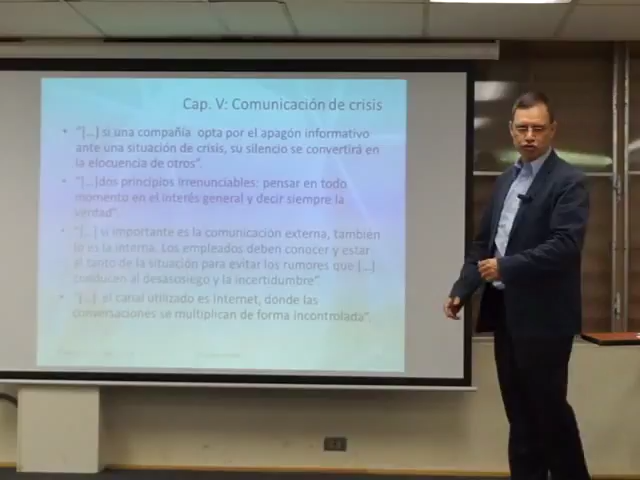 Cap. V: Comunicación de crisis
• "[...] si una compañía opta por el apagón informativo
ante una situación de crisis, su silencio se convertirá en
la elocuencia de otros".
• "[...]dos principios irrenunciables: pensar en todo
momento en el interés general y decir siempre la
verdad".
• "[...] si importante es la comunicación externa, también
lo es la interna. Los empleados deben conocer y estar
al tanto de la situación para evitar los rumores que [...]
conducen al desasosiego y la incertidumbre"
• "[...] el canal utilizado es Internet, donde las
conversaciones se multiplican de forma incontrolada".